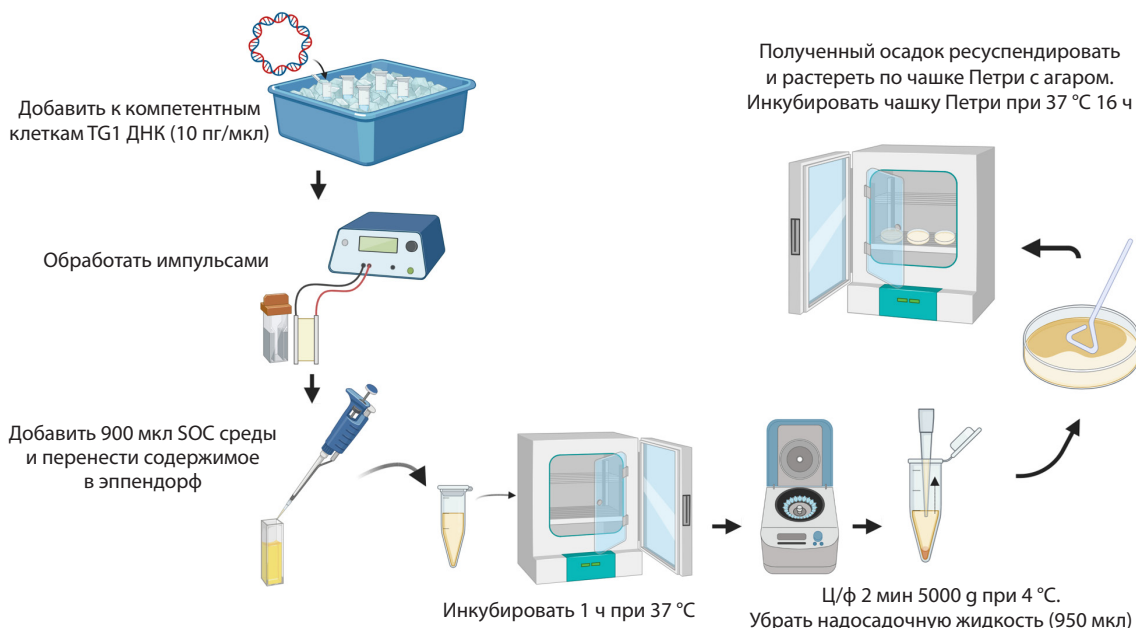 Добавить к компетентным
клеткам TG1 ДНК (10 пг/мкл)
Обработать импульсами
Добавить 900 мкл SOC среды
и перенести содержимое
в эппендорф
Инкубировать 1 ч при 37 °C
Ц/ф 2 мин 5000 g при 4 °C.
Убрать надосадочную жидкость (950 мкл)
Полученный осадок ресуспендировать
и растереть по чашке Петри с агаром.
Инкубировать чашку Петри при 37 °C 16 ч